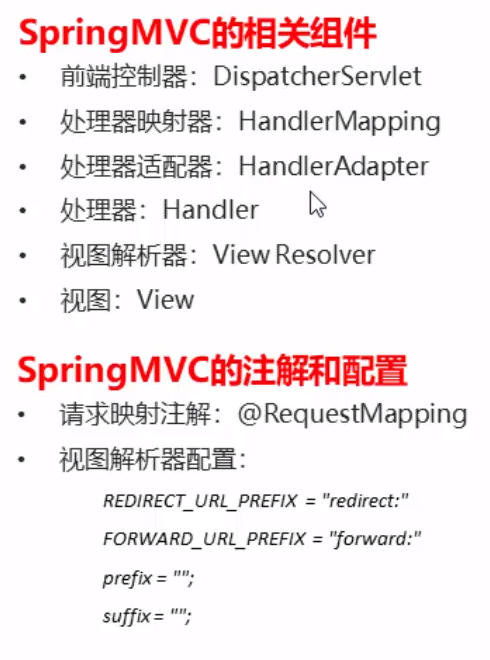 SpringMVC的相关组件
• 前端控制器：DispatcherServlet
• 处理器映射器：HandlerMapping
• 处理器适配器：HandlerAdapter
• 处理器：Handler
• 视图解析器：View Resolver
• 视图：View
SpringMVC的注解和配置
• 请求映射注解：@RequestMapping
• 视图解析器配置：
REDIRECT_URL_PREFIX = "redirect:"
FORWARD_URL_PREFIX = "forward:"
prefix = "";
suffix = "";